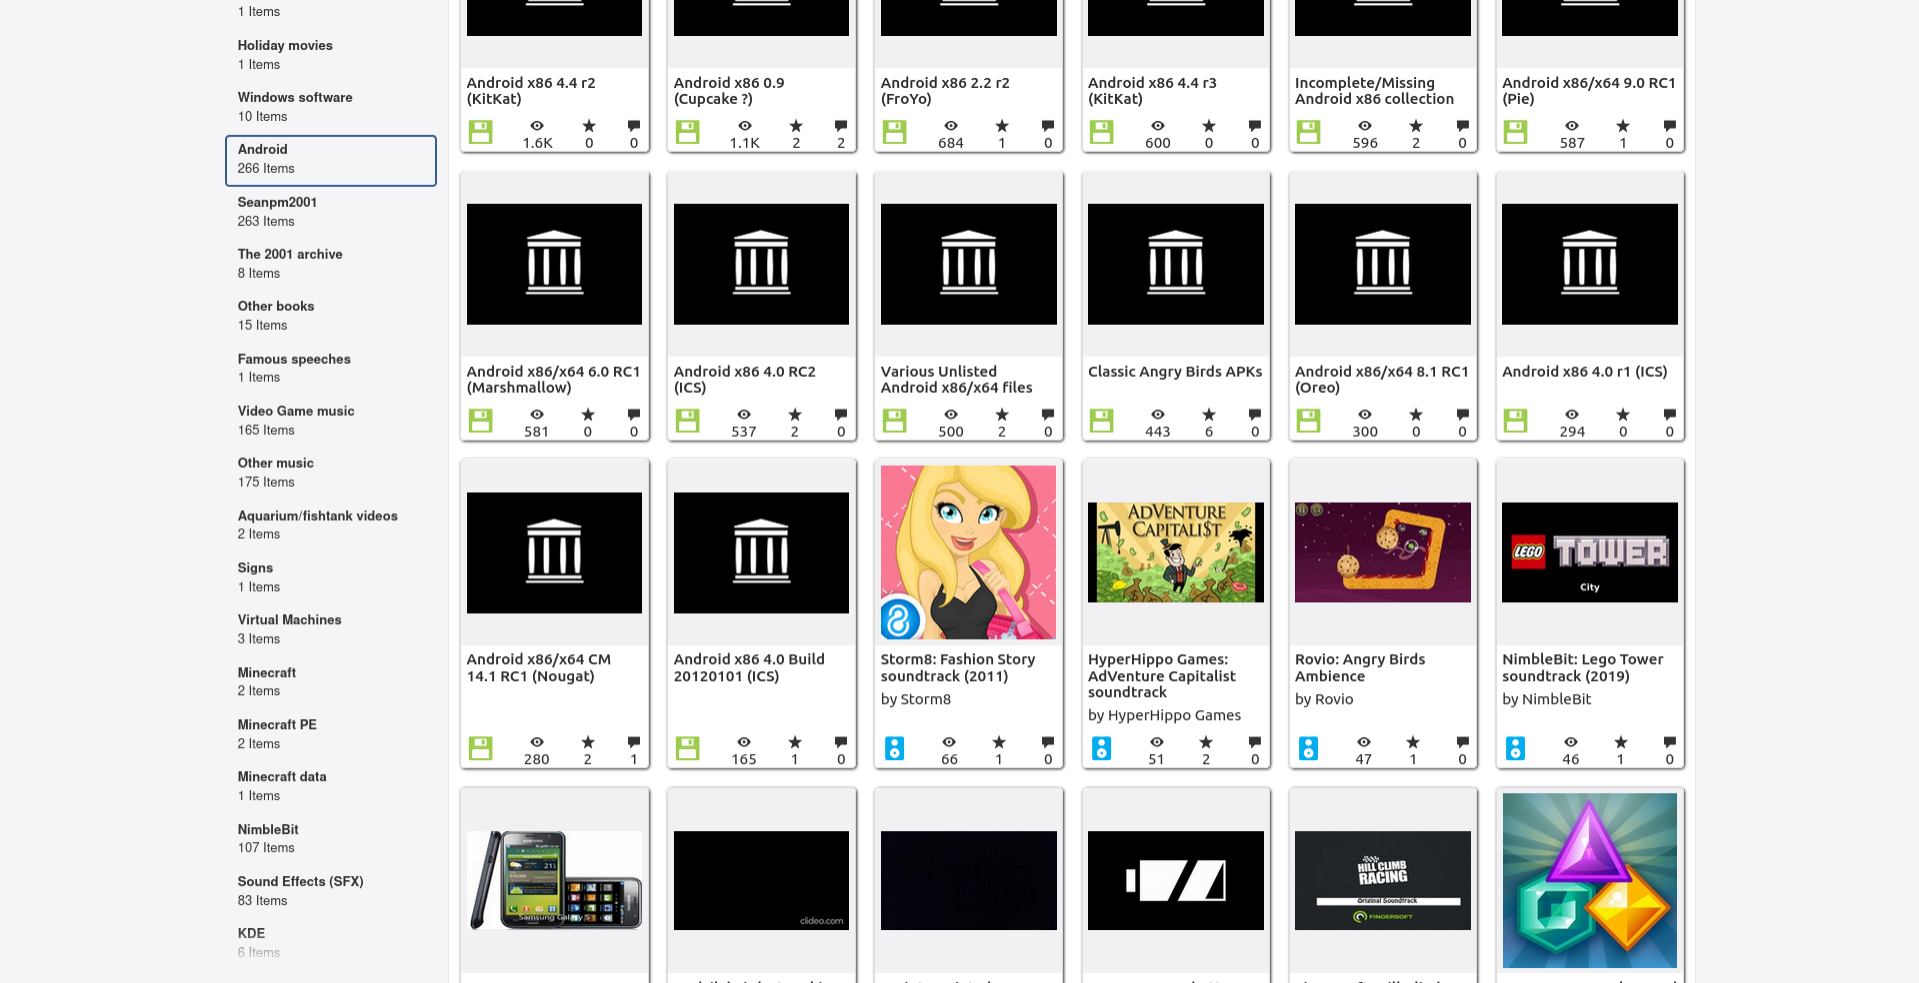 1 Items
Holiday movies
1 Items
Windows software
10 Items
Android
266 Items
Seanpm2001
263 Items
The 2001 archive
8 Items
Other books
15 Items
Famous speeches
1 Items
Video Game music
165 Items
Other music
175 Items
Aquarium/fishtank videos
2 Items
Signs
1 Items
Virtual Machines
3 Items
Minecraft
2 Items
Minecraft PE
2 Items
Minecraft data
1 Items
NimbleBit
107 Items
Sound Effects (SFX)
83 Items
KDE
6 Items
Android x86 4.4 r2
(KitKat)
1.6K 0 0
Android x86 0.9
(Cupcake ?)
1.1K 2 2
Android x86 2.2 r2
(FroYo)
684 1 0
Android x86 4.4 r3
(KitKat)
600 0 0
Incomplete/Missing
Android x86 collection
596 2 0
Android x86/x64 9.0 RC1
(Pie)
587 1 0
Android x86/x64 6.0 RC1
(Marshmallow)
581 0 0
Android x86 4.0 RC2
(ICS)
537 2 0
Various Unlisted
Android x86/x64 files
500 2 0
Classic Angry Birds APKs
443 6 0
Android x86/x64 8.1 RC1
(Oreo)
300 0 0
Android x86 4.0 r1 (ICS)
294 0 0
Android x86/x64 CM
14.1 RC1 (Nougat)
280 2 1
Android x86 4.0 Build
20120101 (ICS)
165 1 0
Storm8: Fashion Story
soundtrack (2011)
by Storm8
66 1 0
ADVENTURE
CAPITALI$T
HyperHippo Games:
AdVenture Capitalist
soundtrack
by HyperHippo Games
51 2 0
Rovio: Angry Birds
Ambience
by Rovio
47 1 0
LEGO TOWER
City
NimbleBit: Lego Tower
soundtrack (2019)
by NimbleBit
46 1 0
Samsung Galaxy S
clideo.com
HILL CLIMB
RACING
Original Soundtrack
FINGERSOFT